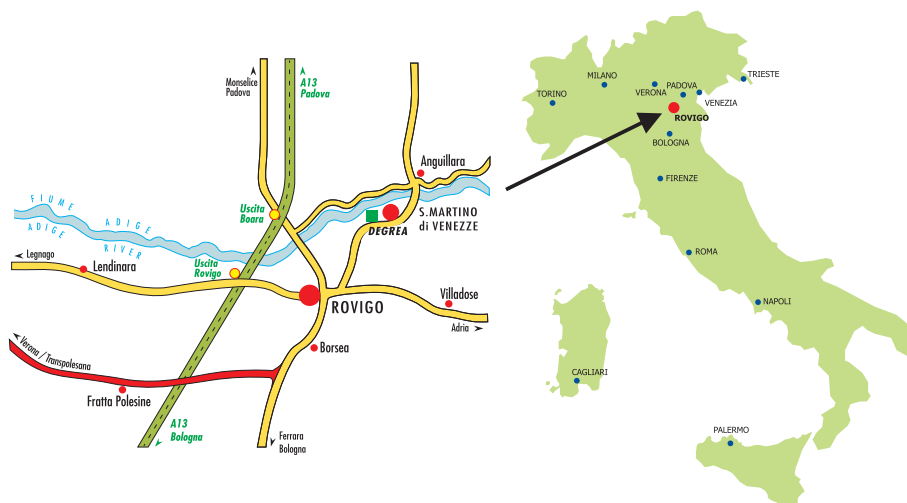 Monselice
Padova
A13
Padova
Anguillara
FIUME ADIGE
ADIGE RIVER
Uscita
Boara
S.MARTINO
di VENEZZE
DEGREA
Legnago
Lendinara
Uscita
Rovigo
ROVIGO
Villadose
Adria
Verona / Transpolesana
Borsea
Fratta Polesine
A13
Bologna
Ferrara
Bologna
TRIESTE
MILANO
PADOVA
VERONA
TORINO
VENEZIA
ROVIGO
BOLOGNA
FIRENZE
ROMA
NAPOLI
CAGLIARI
PALERMO